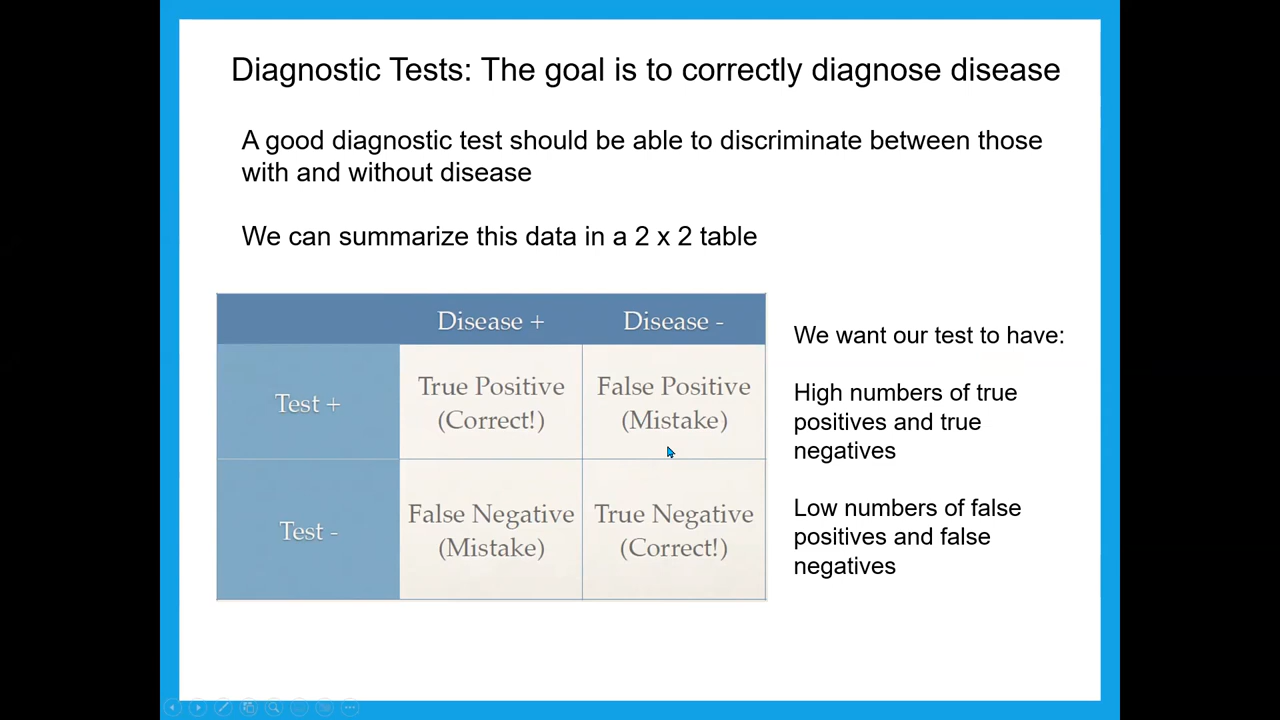 Diagnostic Tests: The goal is to correctly diagnose disease
A good diagnostic test should be able to discriminate between those
with and without disease
We can summarize this data in a 2 x 2 table
Disease +
Disease -
Test +
True Positive
(Correct!)
False Positive
(Mistake)
Test -
False Negative
(Mistake)
True Negative
(Correct!)
We want our test to have:
High numbers of true
positives and true
negatives
Low numbers of false
positives and false
negatives